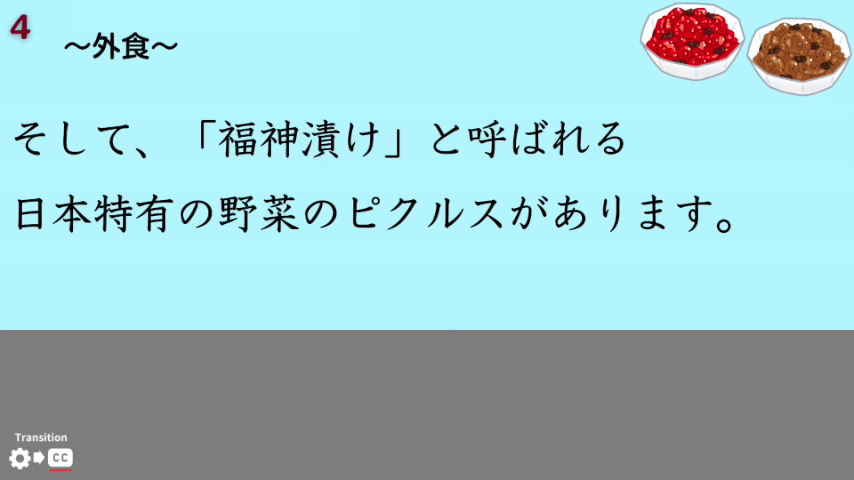 4
～外食～
そして、「福神漬け」と呼ばれる
日本特有の野菜のピクルスがあります。
Transition
CC